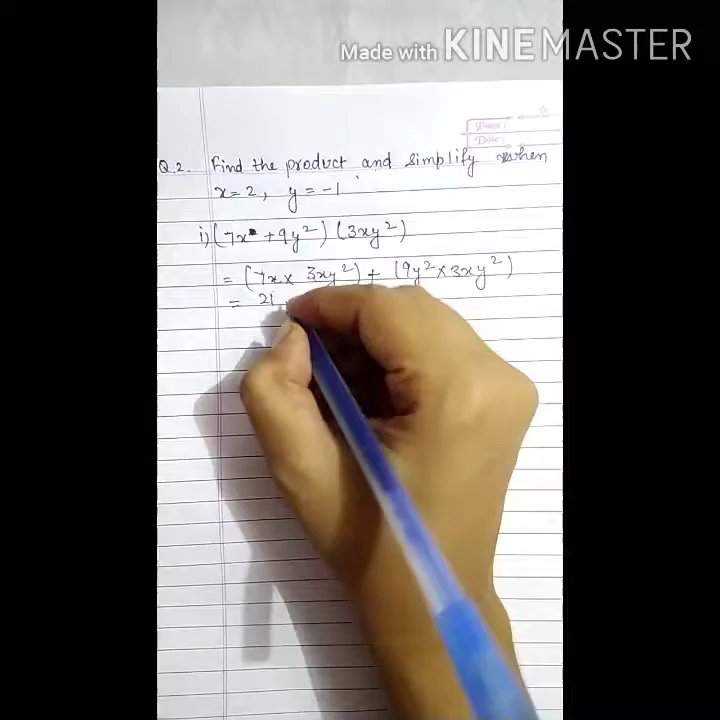 Made with KINEMASTER
Date:
Q.2. Find the product and simplify when
x = 2, y = -1
i) (7x + 9y²) (3xy²)
= (7x × 3xy²) + (9y² × 3xy²)
= 21